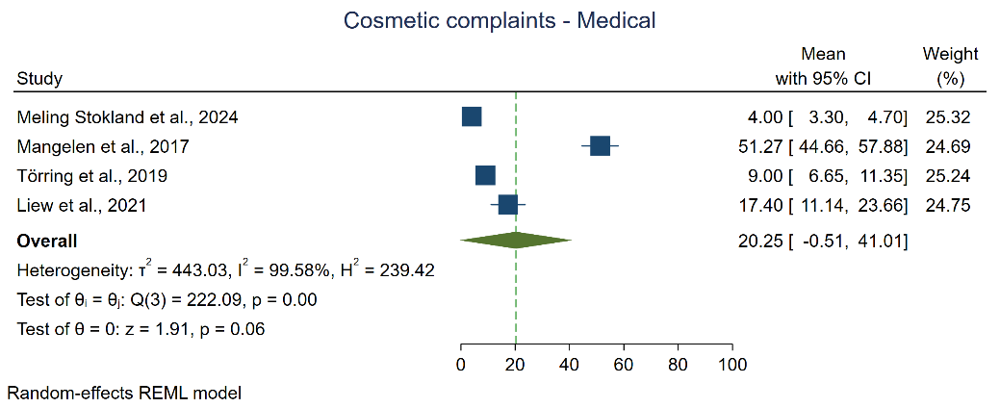 Cosmetic complaints - Medical
Mean Weight
Study with 95% CI (%)
Meling Stokland et al., 2024 4.00 [ 3.30, 4.70] 25.32
Mangelen et al., 2017 51.27 [ 44.66, 57.88] 24.69
Törring et al., 2019 9.00 [ 6.65, 11.35] 25.24
Liew et al., 2021 17.40 [ 11.14, 23.66] 24.75
Overall 20.25 [ -0.51, 41.01]
Heterogeneity: τ² = 443.03, I² = 99.58%, H² = 239.42
Test of θᵢ = θⱼ: Q(3) = 222.09, p = 0.00
Test of θ = 0: z = 1.91, p = 0.06
0 20 40 60 80 100
Random-effects REML model